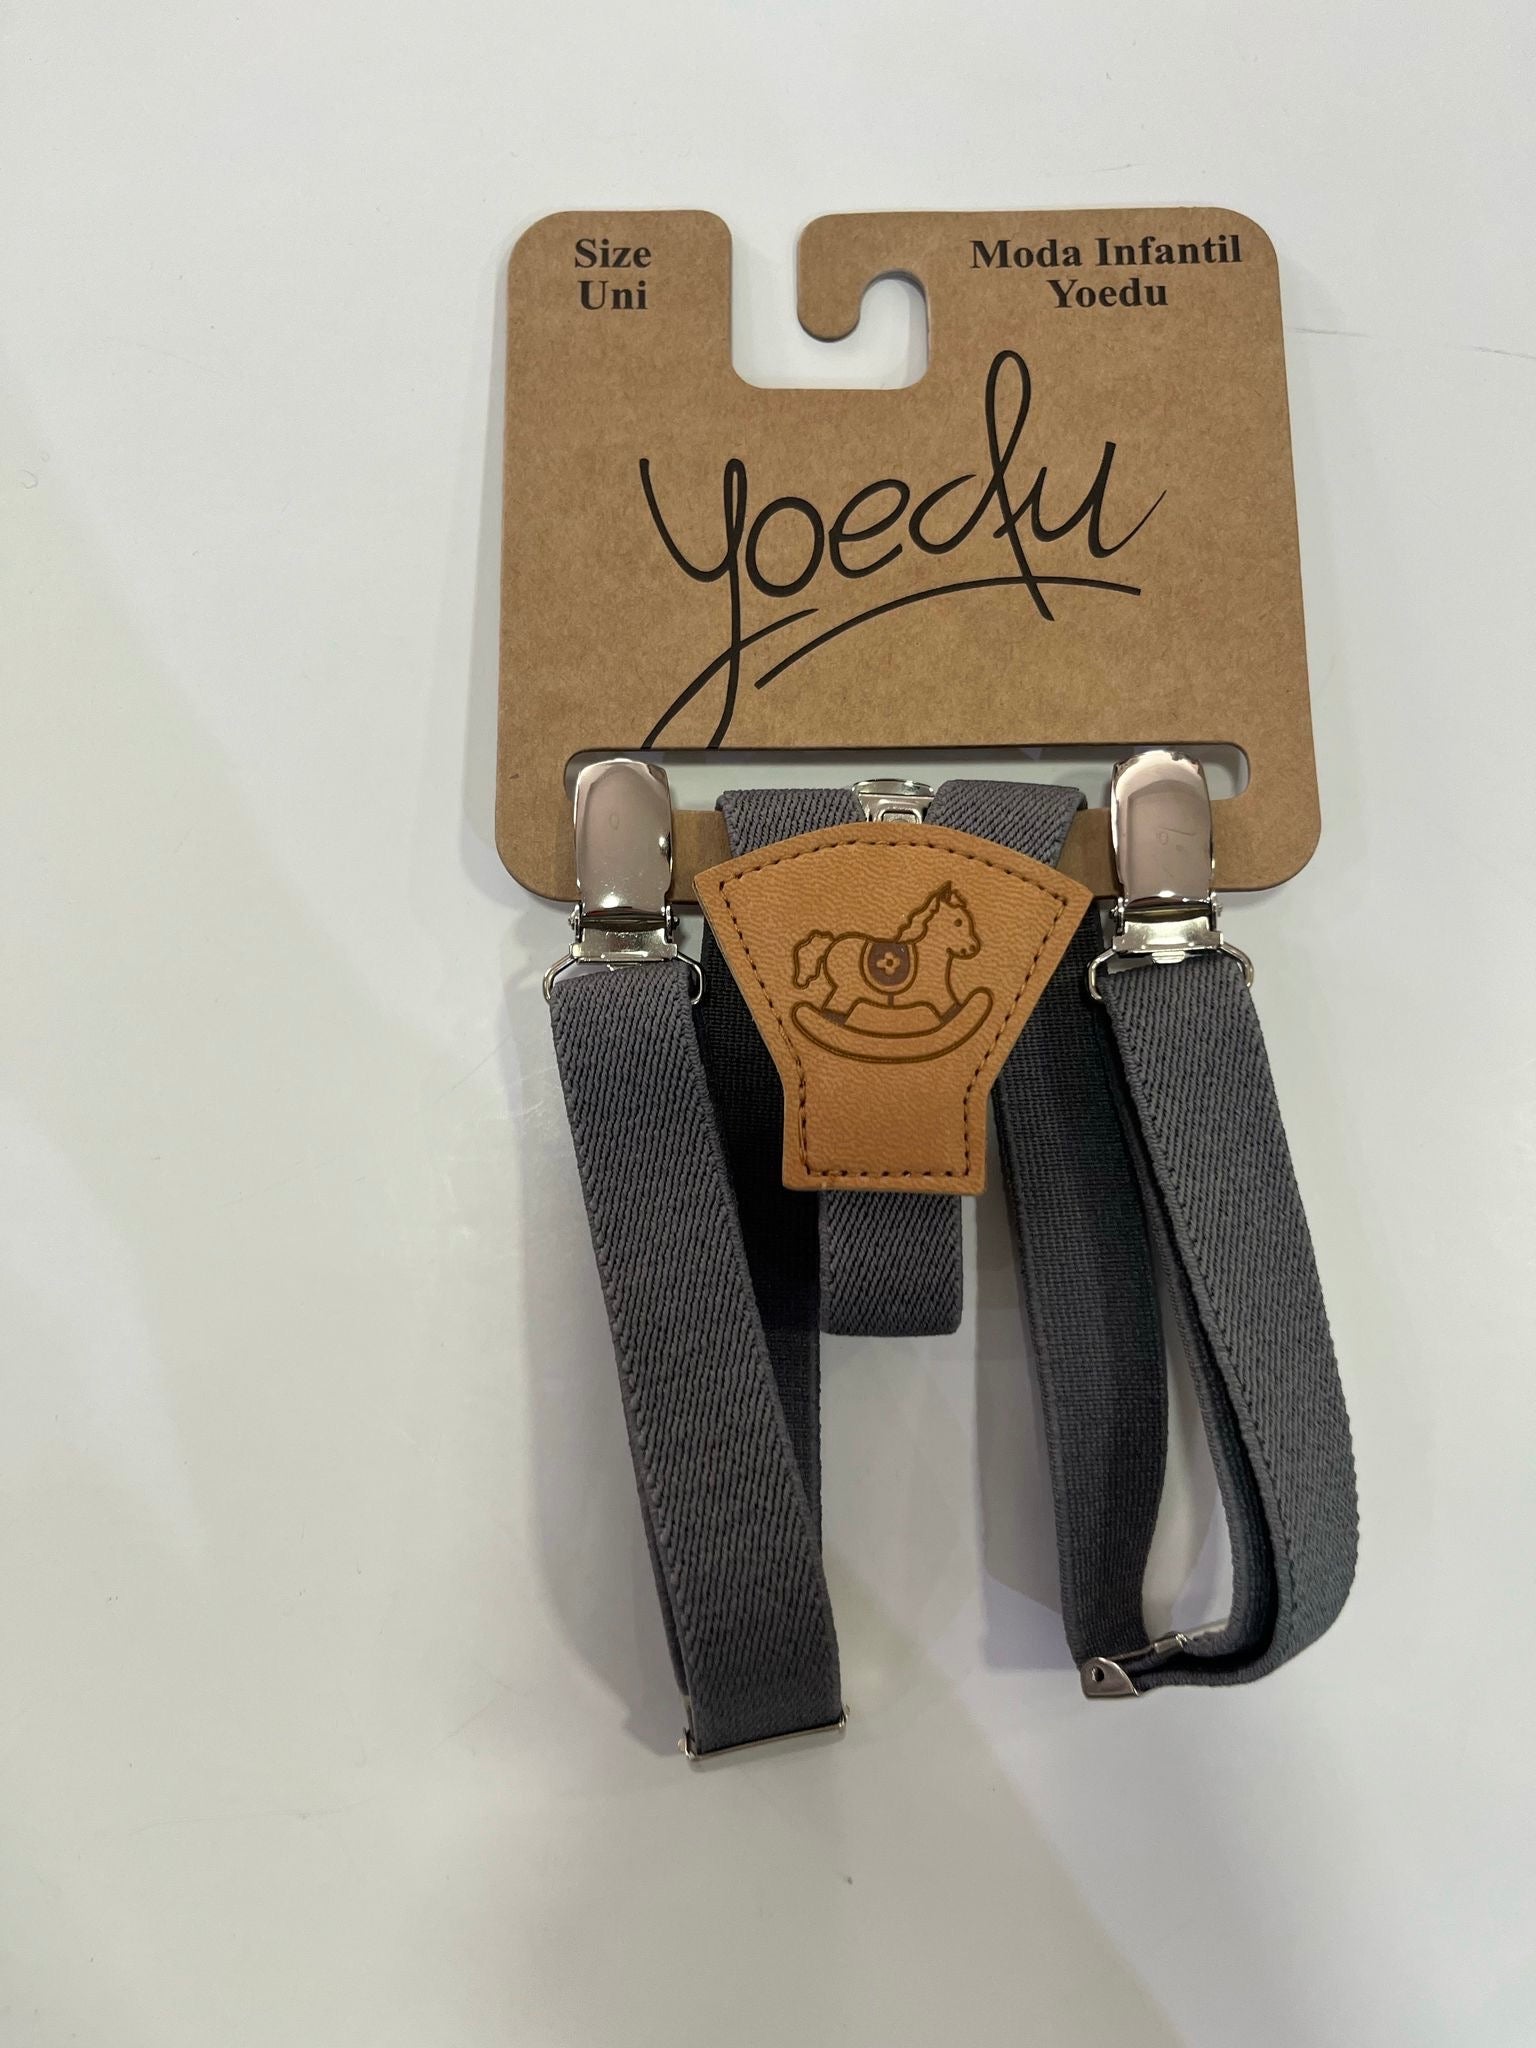 Size
Uni
Moda Infantil
Yoedu
yoedu